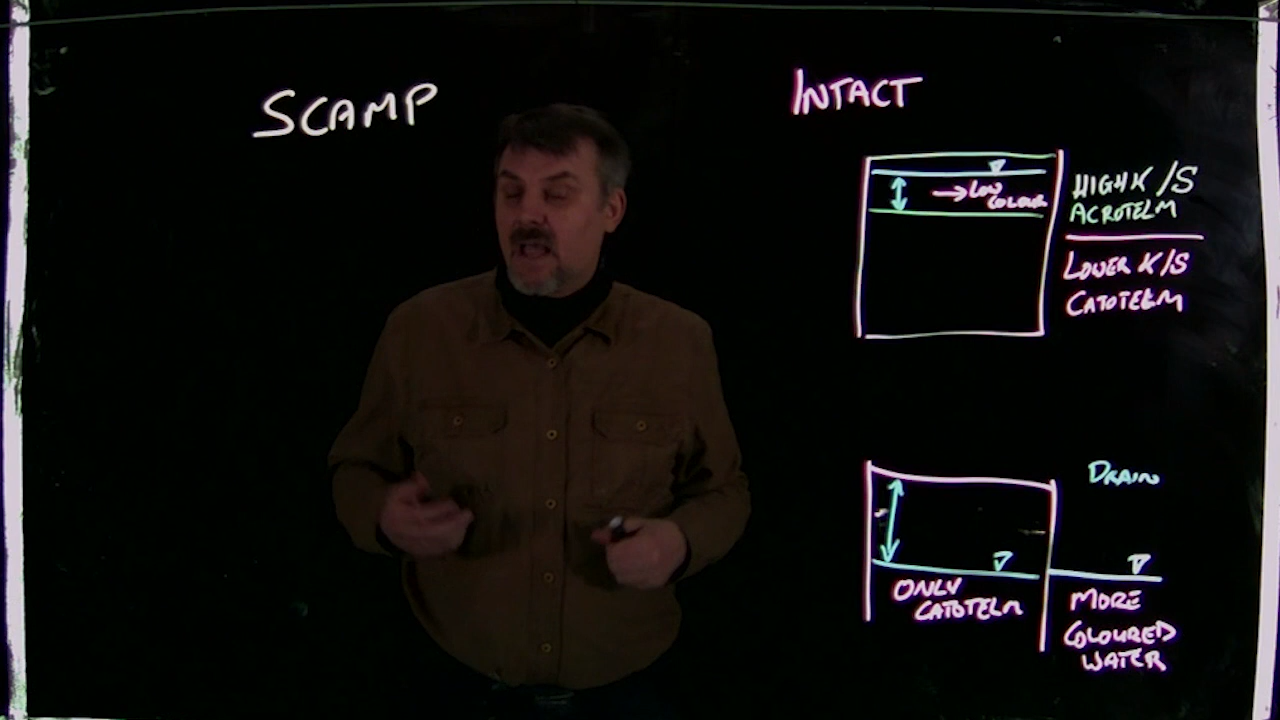 SCAMP
INTACT
→ LOW
COLOUR
HIGH K/S
ACROTELM
LOWER K/S
CATOTELM
DRAIN
ONLY
CATOTELM
MORE
COLOURED
WATER